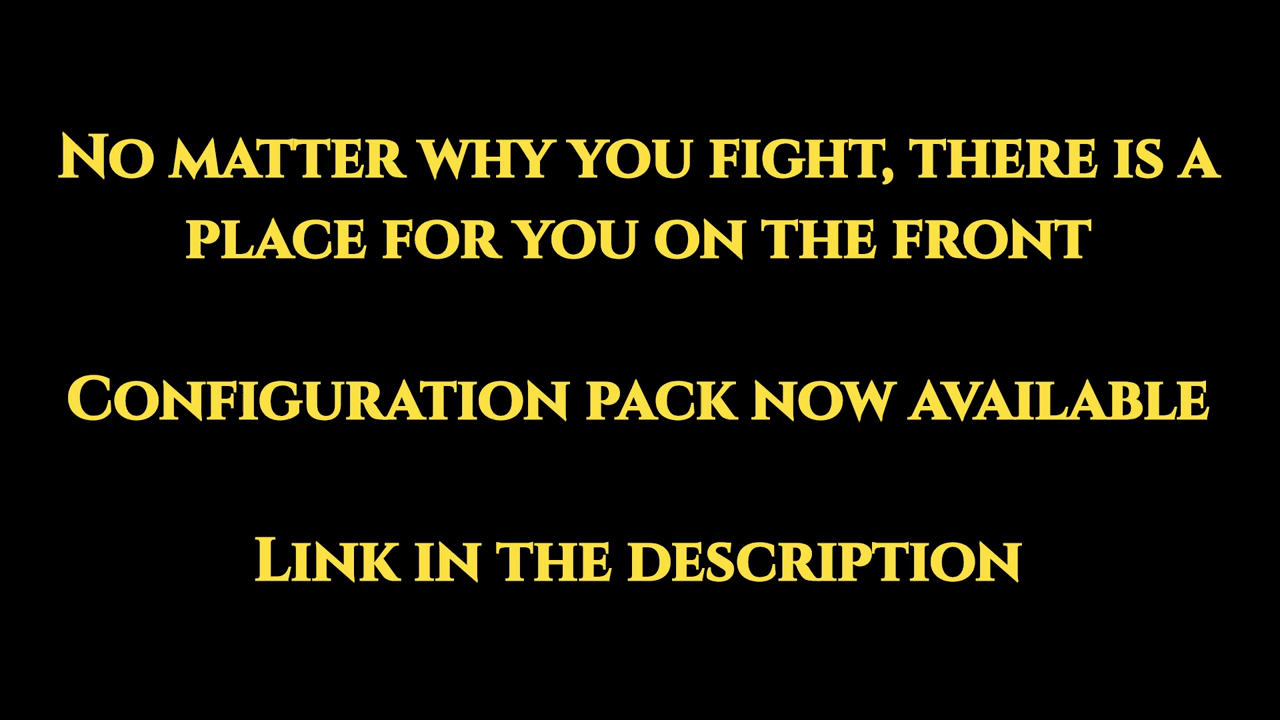 No matter why you fight, there is a
place for you on the front
Configuration pack now available
Link in the description